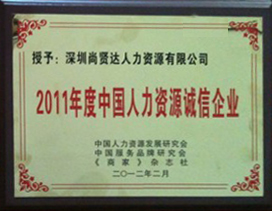 授予：深圳尚贤达人力资源有限公司
2011年度中国人力资源诚信企业
中国人力资源发展研究会
中国服务品牌研究会
《商家》杂志社
二〇一二年二月